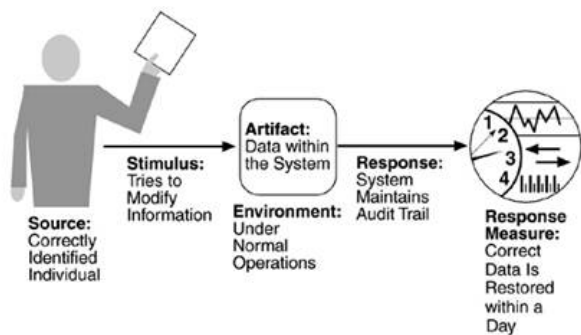 Source:
Correctly
Identified
Individual
Stimulus:
Tries to
Modify
Information
Artifact:
Data within
the System
Environment:
Under
Normal
Operations
Response:
System
Maintains
Audit Trail
1
2
3
4
Response
Measure:
Correct
Data Is
Restored
within a
Day